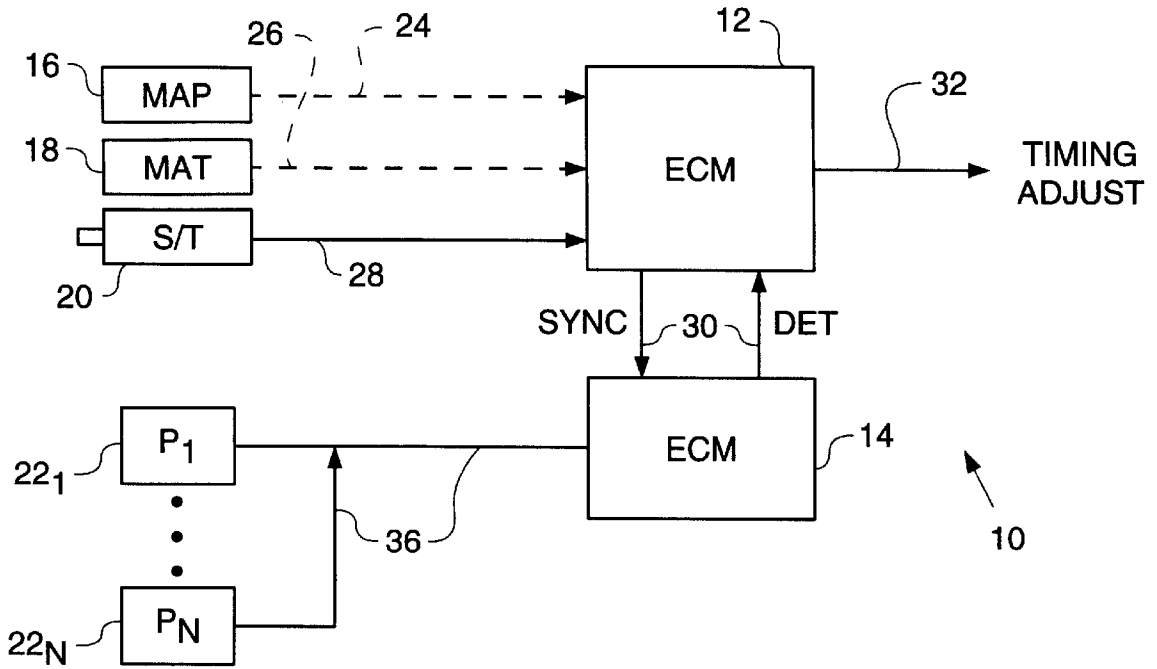 26
24
12
16
MAP
32
18
MAT
ECM
TIMING
ADJUST
S/T
20
28
SYNC
30
DET
P1
ECM
14
221
36
10
PN
22N